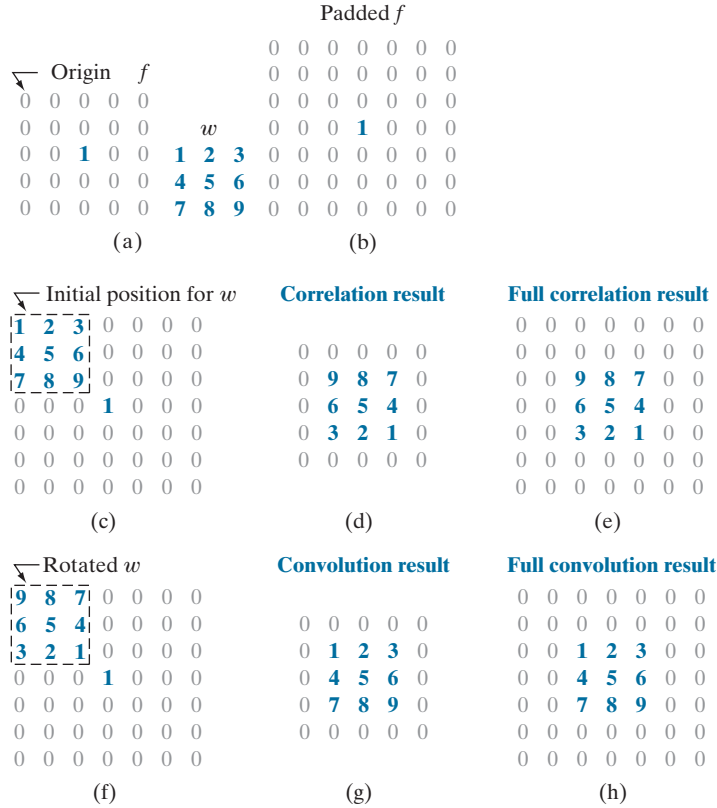 Padded f
0 0 0 0 0 0 0
Origin f
0 0 0 0 0 0 0
0 0 0 0 0
0 0 0 0 0 0 0
0 0 0 0 0
w
0 0 0 1 0 0 0
0 0 1 0 0
1 2 3
0 0 0 0 0 0 0
0 0 0 0 0
4 5 6
0 0 0 0 0 0 0
0 0 0 0 0
7 8 9
0 0 0 0 0 0 0
(a)
(b)
Initial position for w
1 2 3 0 0 0 0
4 5 6 0 0 0 0
7 8 9 0 0 0 0
0 0 0 1 0 0 0
0 0 0 0 0 0 0
0 0 0 0 0 0 0
0 0 0 0 0 0 0
(c)
Correlation result
0 0 0 0 0
0 9 8 7 0
0 6 5 4 0
0 3 2 1 0
0 0 0 0 0
(d)
Full correlation result
0 0 0 0 0 0 0
0 0 0 0 0 0 0
0 0 9 8 7 0 0
0 0 6 5 4 0 0
0 0 3 2 1 0 0
0 0 0 0 0 0 0
0 0 0 0 0 0 0
(e)
Rotated w
9 8 7 0 0 0 0
6 5 4 0 0 0 0
3 2 1 0 0 0 0
0 0 0 1 0 0 0
0 0 0 0 0 0 0
0 0 0 0 0 0 0
0 0 0 0 0 0 0
(f)
Convolution result
0 0 0 0 0
0 1 2 3 0
0 4 5 6 0
0 7 8 9 0
0 0 0 0 0
(g)
Full convolution result
0 0 0 0 0 0 0
0 0 0 0 0 0 0
0 0 1 2 3 0 0
0 0 4 5 6 0 0
0 0 7 8 9 0 0
0 0 0 0 0 0 0
0 0 0 0 0 0 0
(h)